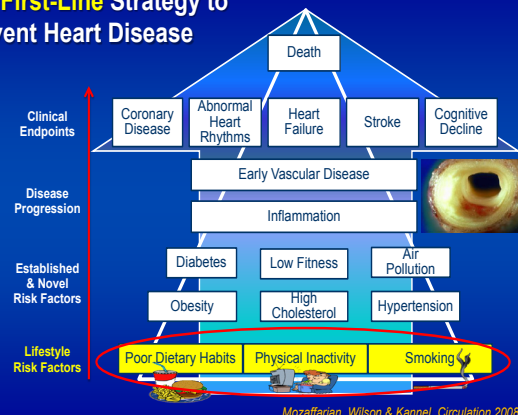 First-Line Strategy to
vent Heart Disease
Death
Clinical
Endpoints
Coronary
Disease
Abnormal
Heart
Rhythms
Heart
Failure
Stroke
Cognitive
Decline
Disease
Progression
Early Vascular Disease
Inflammation
Established
& Novel
Risk Factors
Diabetes
Low Fitness
Air
Pollution
Obesity
High
Cholesterol
Hypertension
Lifestyle
Risk Factors
Poor Dietary Habits
Physical Inactivity
Smoking
Mozaffarian, Wilson & Kannel, Circulation 2008